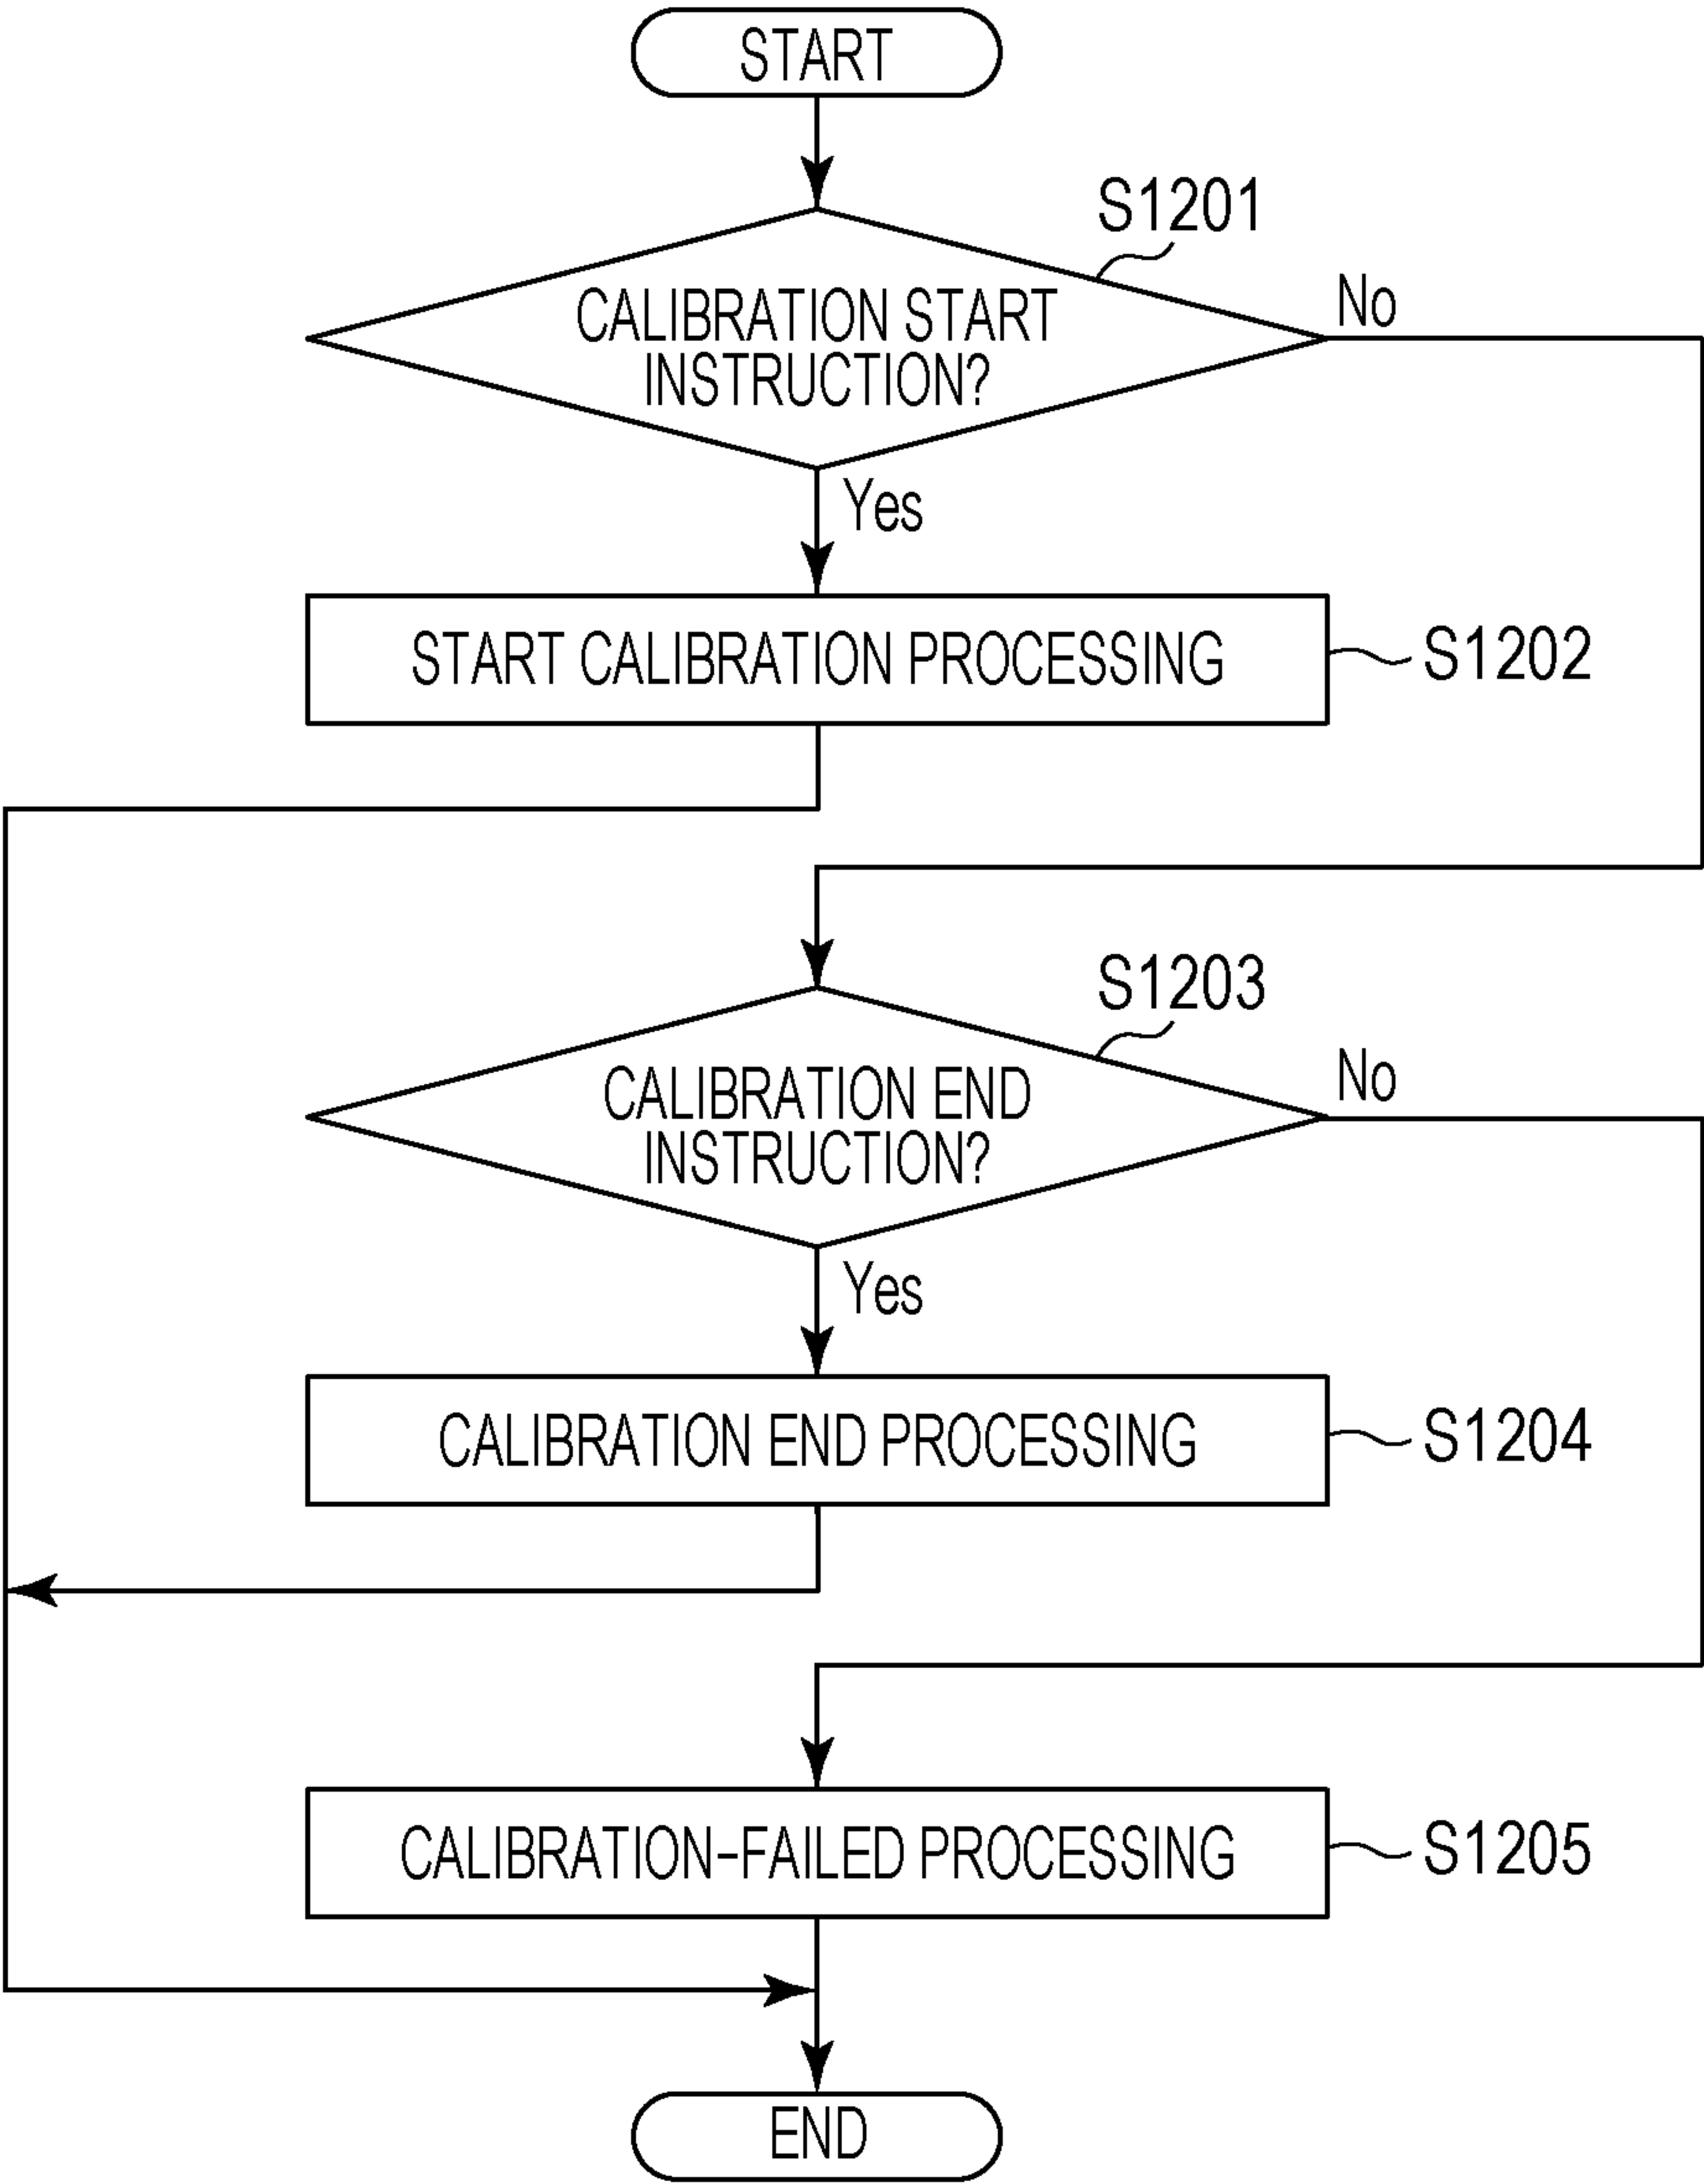 START
S1201
CALIBRATION START
INSTRUCTION?
No
Yes
START CALIBRATION PROCESSING
S1202
S1203
CALIBRATION END
INSTRUCTION?
No
Yes
CALIBRATION END PROCESSING
S1204
CALIBRATION-FAILED PROCESSING
S1205
END